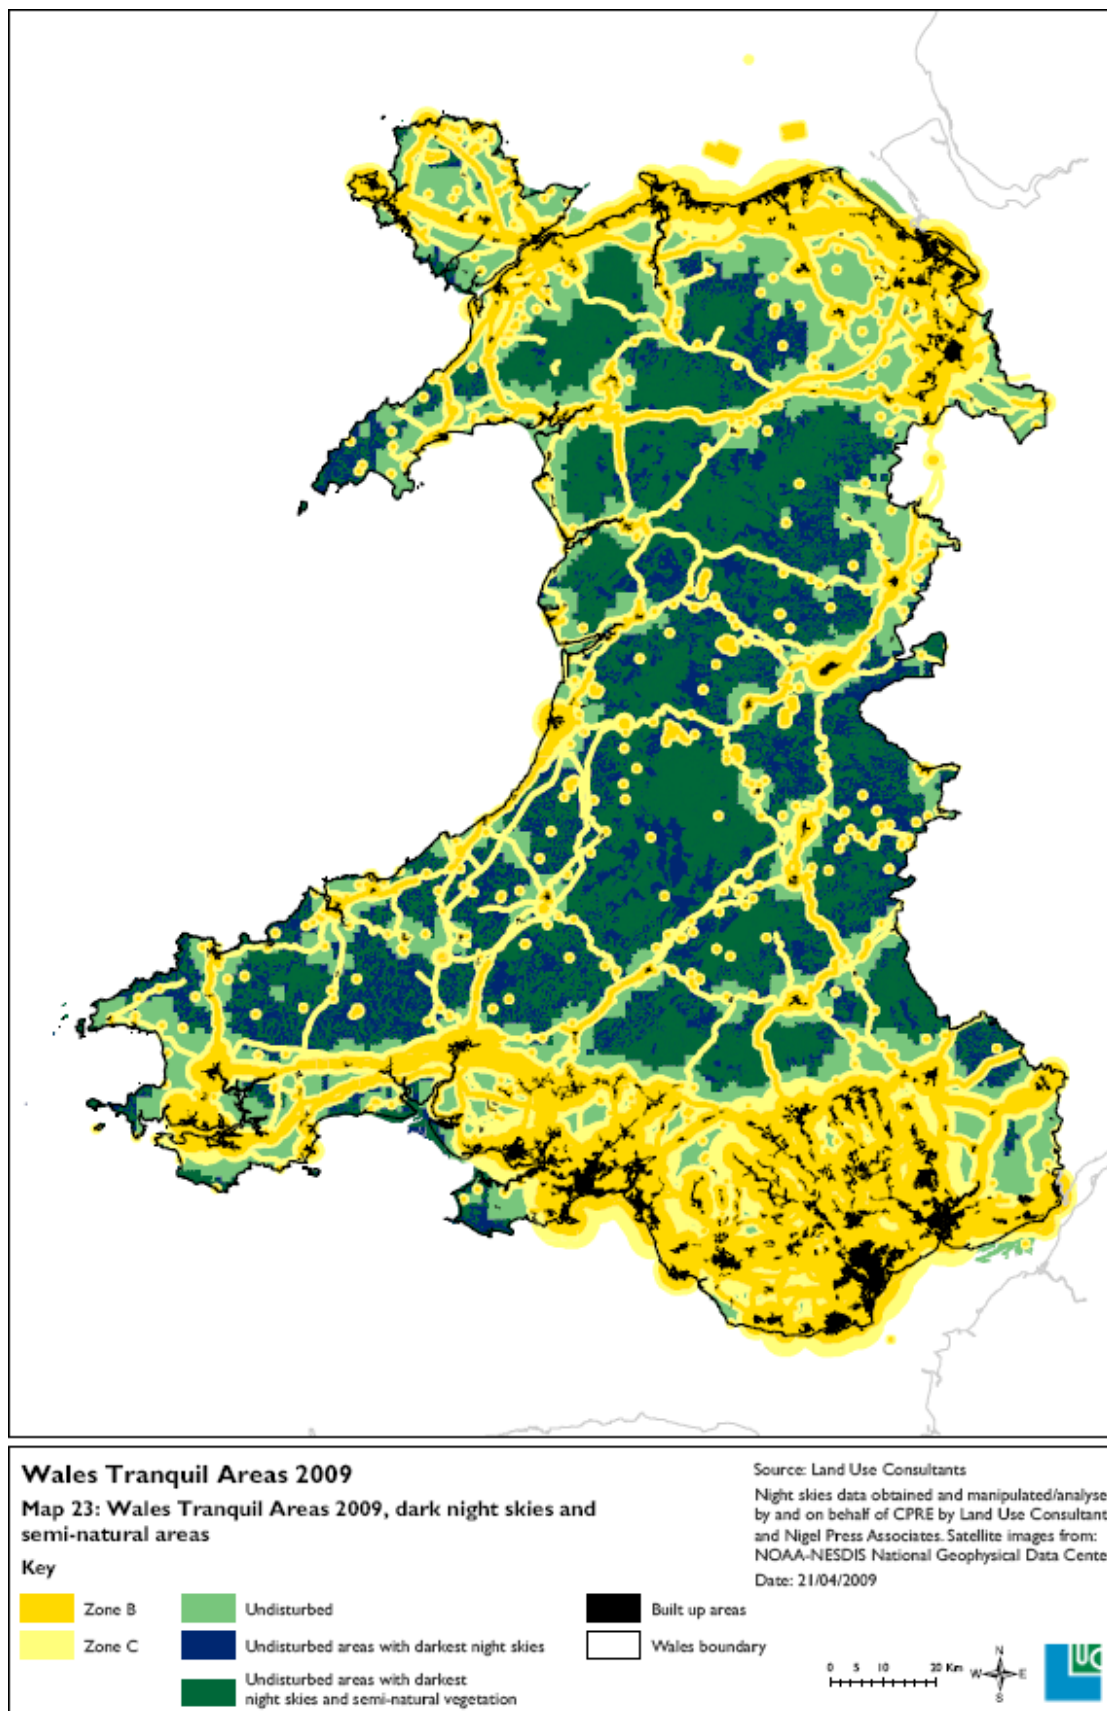 Wales Tranquil Areas 2009
Map 23: Wales Tranquil Areas 2009, dark night skies and
semi-natural areas
Key
Zone B
Zone C
Undisturbed
Undisturbed areas with darkest night skies
Undisturbed areas with darkest
night skies and semi-natural vegetation
Built up areas
Wales boundary
Source: Land Use Consultants
Night skies data obtained and manipulated/analyse
by and on behalf of CPRE by Land Use Consultant
and Nigel Press Associates. Satellite images from:
NOAA-NESDIS National Geophysical Data Cente
Date: 21/04/2009
0 5 10 20 Km
N
W E
S
LUC